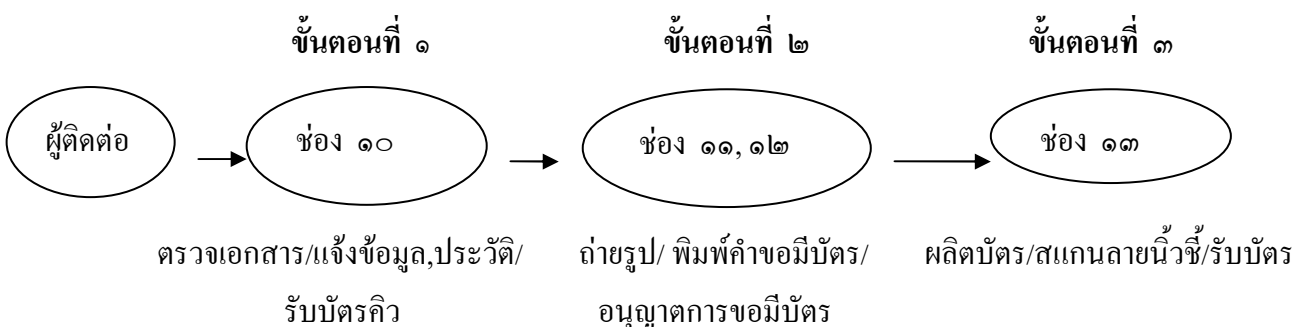 ขั้นตอนที่ ๑ ขั้นตอนที่ ๒ ขั้นตอนที่ ๓
ผู้ติดต่อ ช่อง ๑๐ ช่อง ๑๑, ๑๒ ช่อง ๑๓
ตรวจเอกสาร/แจ้งข้อมูล,ประวัติ/ ถ่ายรูป/ พิมพ์คำขอมีบัตร/ ผลิตบัตร/สแกนลายนิ้วชี้/รับบัตร
รับบัตรคิว อนุญาตการขอมีบัตร